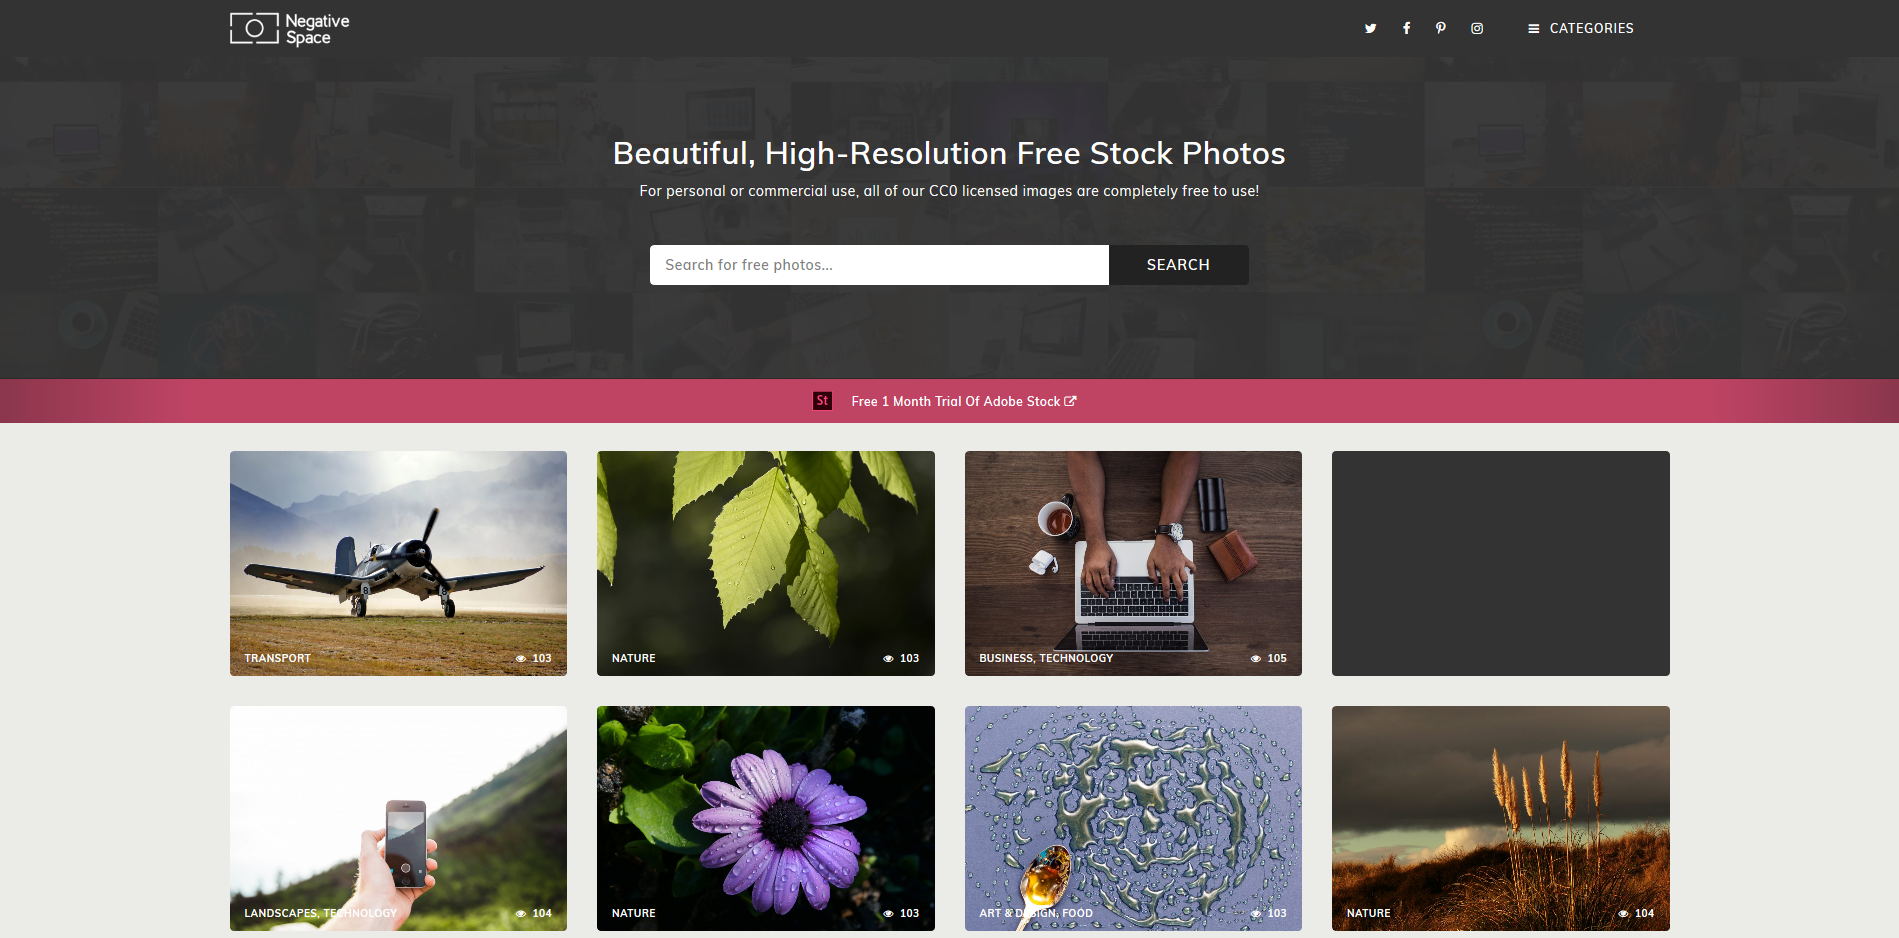 Negative
Space
CATEGORIES
Beautiful, High-Resolution Free Stock Photos
For personal or commercial use, all of our CC0 licensed images are completely free to use!
Search for free photos...
SEARCH
St
Free 1 Month Trial Of Adobe Stock
TRANSPORT
103
NATURE
103
BUSINESS, TECHNOLOGY
105
LANDSCAPES, TECHNOLOGY
104
NATURE
103
ART & DESIGN, FOOD
103
NATURE
104